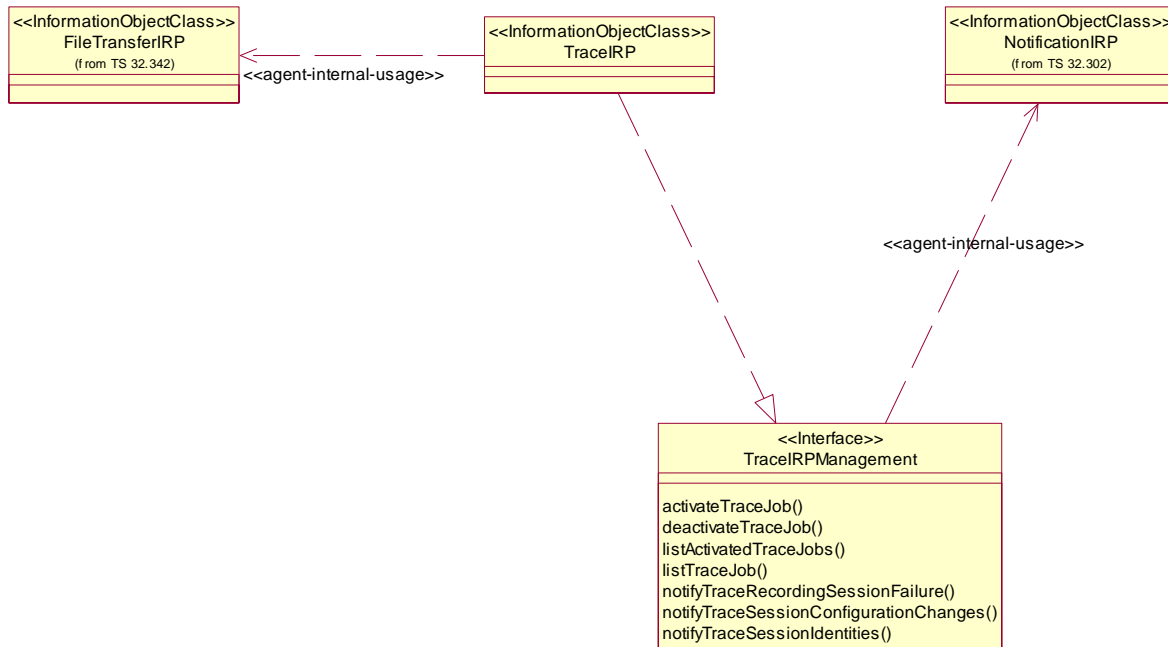 <<InformationObjectClass>>
FileTransferIRP
(from TS 32.342)
<<agent-internal-usage>>
<<InformationObjectClass>>
TraceIRP
<<InformationObjectClass>>
NotificationIRP
(from TS 32.302)
<<agent-internal-usage>>
<<Interface>>
TraceIRPManagement
activateTraceJob()
deactivateTraceJob()
listActivatedTraceJobs()
listTraceJob()
notifyTraceRecordingSessionFailure()
notifyTraceSessionConfigurationChanges()
notifyTraceSessionIdentities()